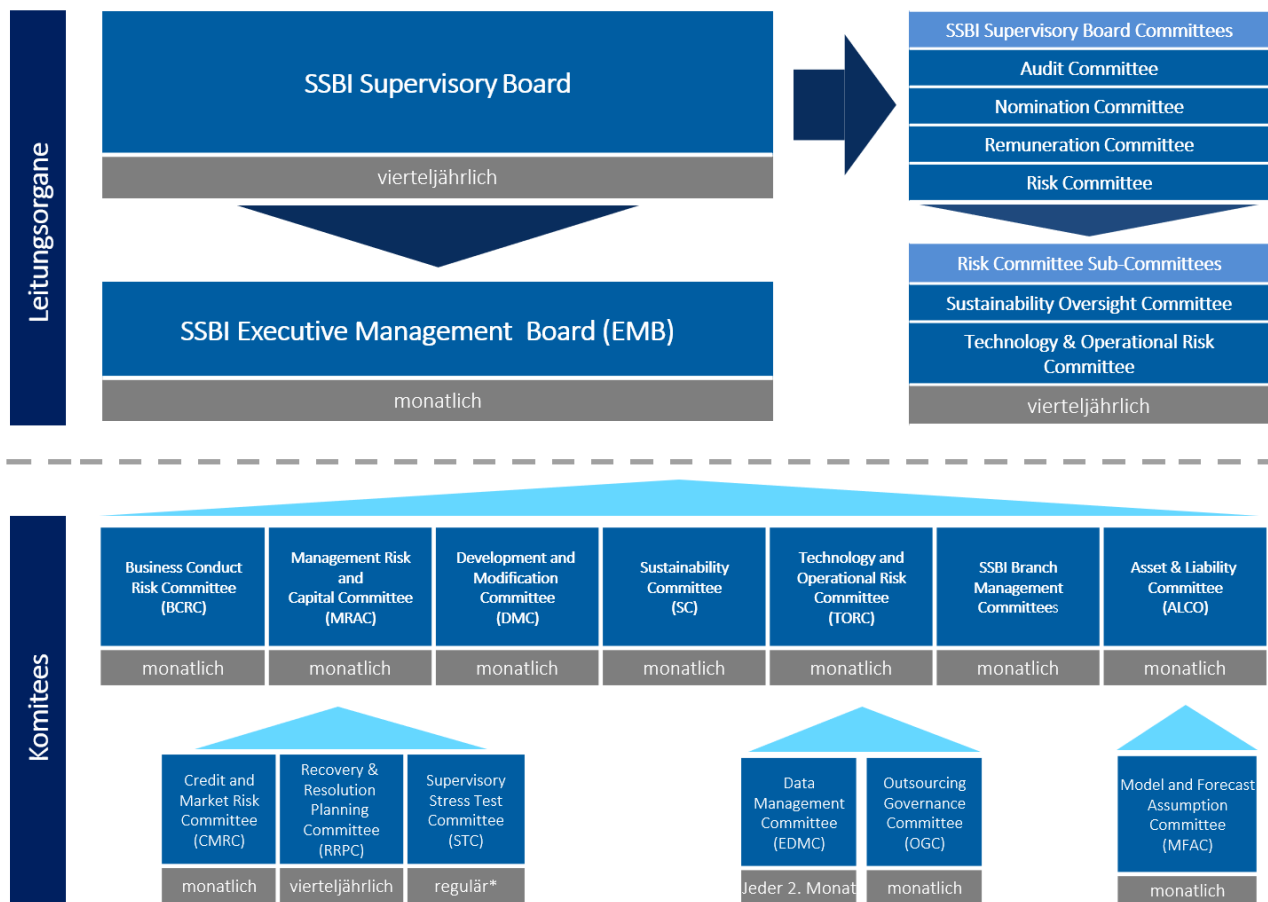 Leitungsorgane
SSBI Supervisory Board
vierteljährlich
SSBI Executive Management Board (EMB)
monatlich
SSBI Supervisory Board Committees
Audit Committee
Nomination Committee
Remuneration Committee
Risk Committee
Risk Committee Sub-Committees
Sustainability Oversight Committee
Technology & Operational Risk
Committee
vierteljährlich
Komitees
Business Conduct
Risk Committee
(BCRC)
monatlich
Management Risk
and
Capital Committee
(MRAC)
monatlich
Development and
Modification
Committee
(DMC)
monatlich
Sustainability
Committee
(SC)
monatlich
Technology and
Operational Risk
Committee
(TORC)
monatlich
SSBI Branch
Management
Committees
monatlich
Asset & Liability
Committee
(ALCO)
monatlich
Credit and
Market Risk
Committee
(CMRC)
monatlich
Recovery &
Resolution
Planning
Committee
(RRPC)
vierteljährlich
Supervisory
Stress Test
Committee
(STC)
regulär*
Data
Management
Committee
(EDMC)
Jeder 2. Monat
Outsourcing
Governance
Committee
(OGC)
monatlich
Model and Forecast
Assumption
Committee
(MFAC)
monatlich